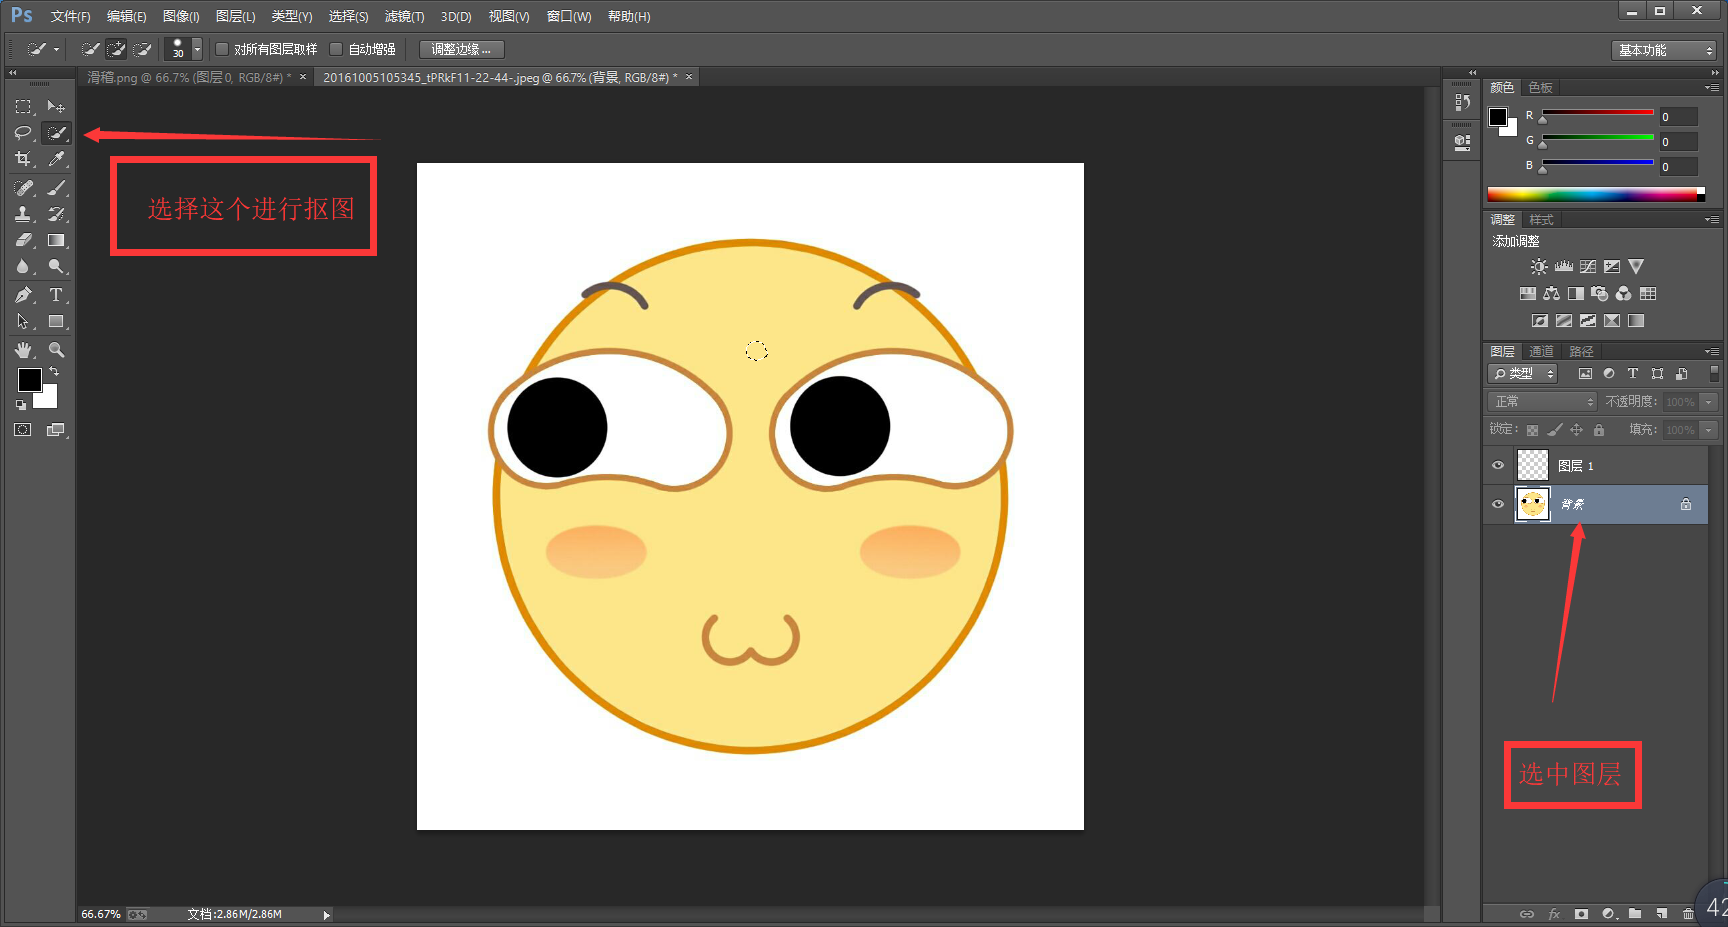 Ps 文件(F) 编辑(E) 图像(I) 图层(L) 类型(Y) 选择(S) 滤镜(T) 3D(D) 视图(V) 窗口(W) 帮助(H)
30 对所有图层取样 自动增强 调整边缘... 基本功能
滑稽.png @ 66.7% (图层 0, RGB/8#) * × 20161005105345_tPRkF11-22-44-.jpeg @ 66.7% (背景, RGB/8#) * ×
选择这个进行抠图
颜色 色板
R 0
G 0
B 0
调整 样式
添加调整
图层 通道 路径
类型
正常 不透明度: 100%
锁定: 填充: 100%
图层 1
背景
选中图层
66.67% 文档:2.86M/2.86M
fx
42